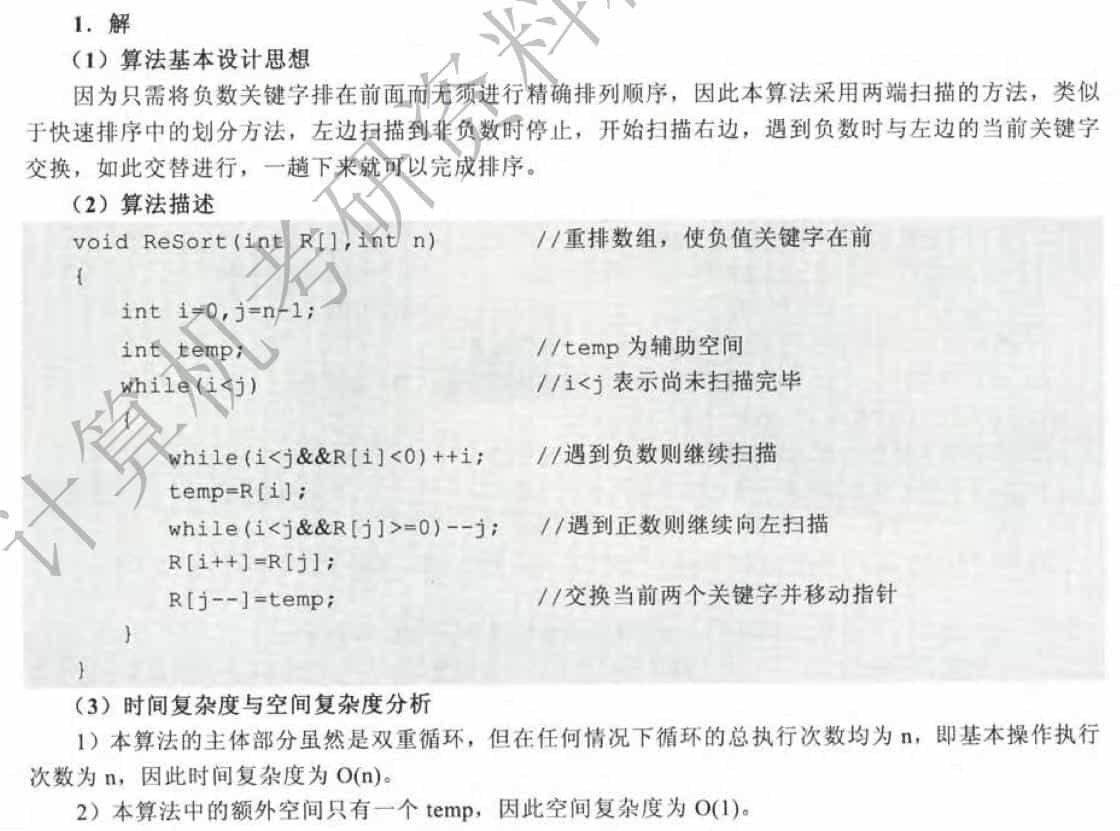 1．解
（1）算法基本设计思想
因为只需将负数关键字排在前面而无须进行精确排列顺序，因此本算法采用两端扫描的方法，类似
于快速排序中的划分方法，左边扫描到非负数时停止，开始扫描右边，遇到负数时与左边的当前关键字
交换，如此交替进行，一趟下来就可以完成排序。
（2）算法描述
void ReSort(int R[],int n) //重排数组，使负值关键字在前
{
int i=0,j=n-1;
int temp; //temp 为辅助空间
while(i<j) //i<j 表示尚未扫描完毕
{
while(i<j&&R[i]<0)++i; //遇到负数则继续扫描
temp=R[i];
while(i<j&&R[j]>=0)--j; //遇到正数则继续向左扫描
R[i++]=R[j];
R[j--]=temp; //交换当前两个关键字并移动指针
}
}
（3）时间复杂度与空间复杂度分析
1）本算法的主体部分虽然是双重循环，但在任何情况下循环的总执行次数均为 n，即基本操作执行
次数为 n，因此时间复杂度为 O(n)。
2）本算法中的额外空间只有一个 temp，因此空间复杂度为 O(1)。
计算机考研资料